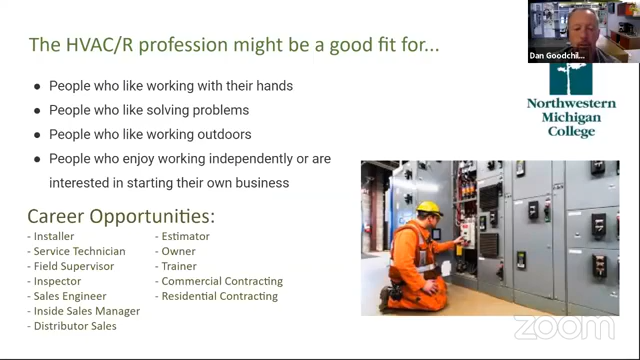 The HVAC/R profession might be a good fit for...
● People who like working with their hands
● People who like solving problems
● People who like working outdoors
● People who enjoy working independently or are
interested in starting their own business
Career Opportunities:
- Installer
- Service Technician
- Field Supervisor
- Inspector
- Sales Engineer
- Inside Sales Manager
- Distributor Sales
- Estimator
- Owner
- Trainer
- Commercial Contracting
- Residential Contracting
Dan Goodchil...
Northwestern
Michigan
College
zoom